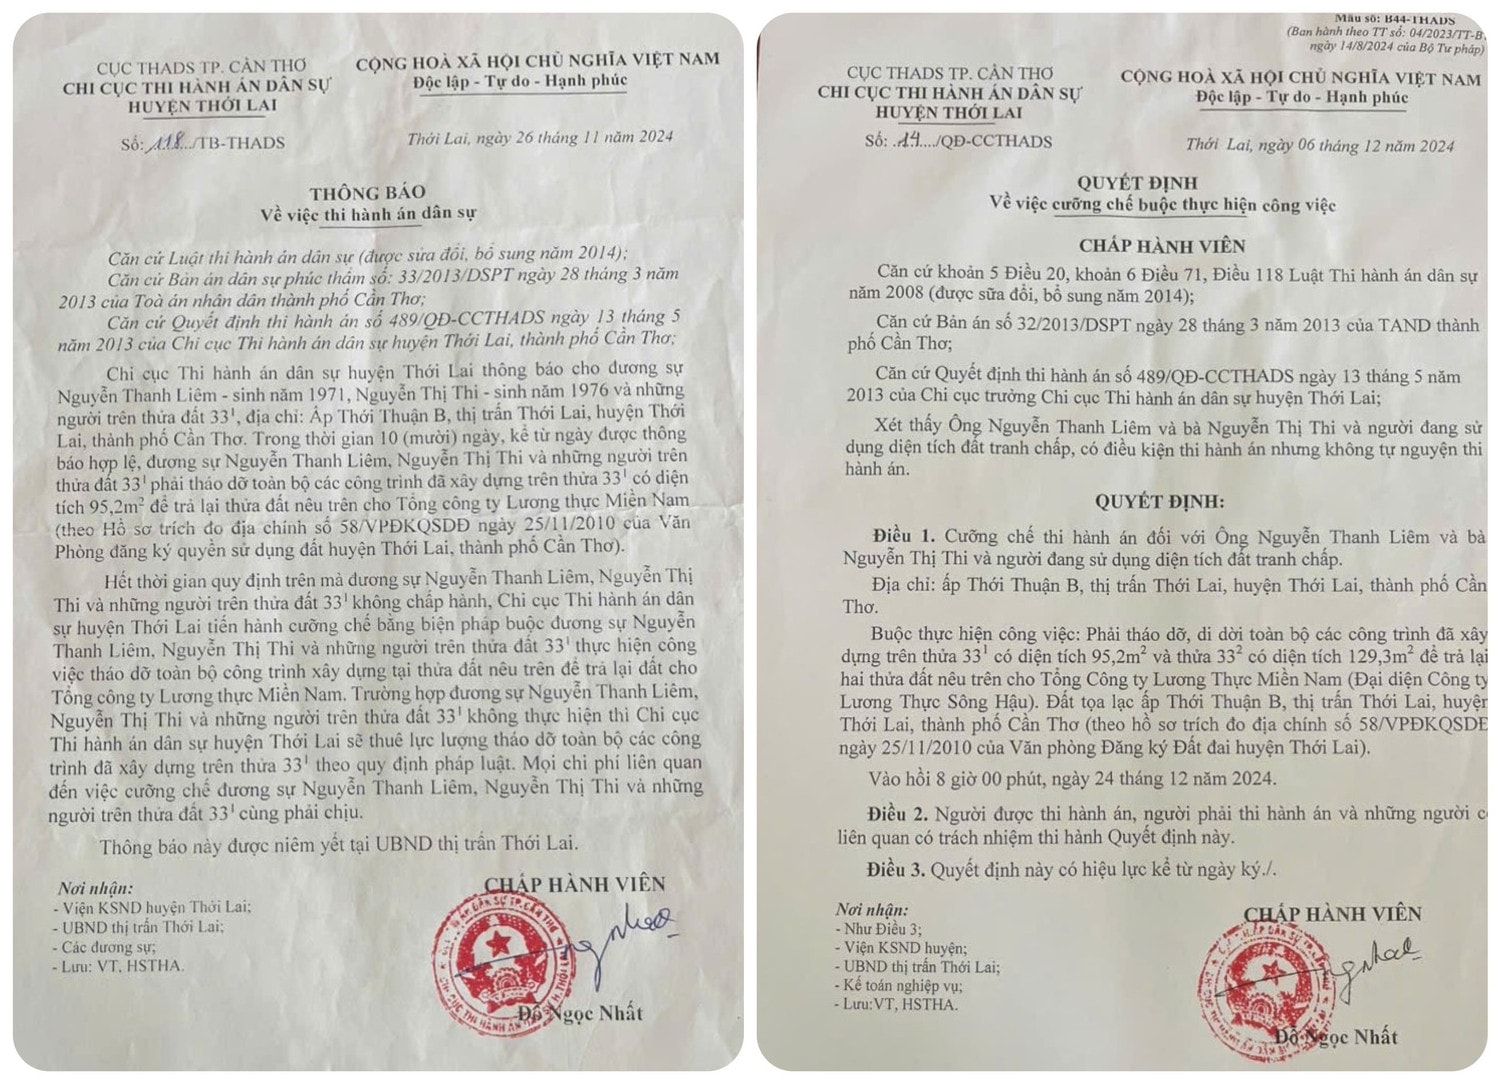 CỤC THADS TP. CẦN THƠ
CHI CỤC THI HÀNH ÁN DÂN SỰ
HUYỆN THỚI LAI
Số: 118../TB-THADS
CỘNG HOÀ XÃ HỘI CHỦ NGHĨA VIỆT NAM
Độc lập - Tự do - Hạnh phúc
Thới Lai, ngày 26 tháng 11 năm 2024
THÔNG BÁO
Về việc thi hành án dân sự
Căn cứ Luật thi hành án dân sự (được sửa đổi, bổ sung năm 2014);
Căn cứ Bản án dân sự phúc thẩm số: 33/2013/DSPT ngày 28 tháng 3 năm
2013 của Toà án nhân dân thành phố Cần Thơ;
Căn cứ Quyết định thi hành án số 489/QĐ-CCTHADS ngày 13 tháng 5
năm 2013 của Chi cục Thi hành án dân sự huyện Thới Lai, thành phố Cần Thơ;
Chi cục Thi hành án dân sự huyện Thới Lai thông báo cho đương sự
Nguyễn Thanh Liêm - sinh năm 1971, Nguyễn Thị Thi - sinh năm 1976 và những
người trên thửa đất 33¹, địa chỉ: Ấp Thới Thuận B, thị trấn Thới Lai, huyện Thới
Lai, thành phố Cần Thơ. Trong thời gian 10 (mười) ngày, kể từ ngày được thông
báo hợp lệ, đương sự Nguyễn Thanh Liêm, Nguyễn Thị Thi và những người trên
thửa đất 33¹ phải tháo dỡ toàn bộ các công trình đã xây dựng trên thửa 33¹ có diện
tích 95,2m² để trả lại thửa đất nêu trên cho Tổng công ty Lương thực Miền Nam
(theo Hồ sơ trích đo địa chính số 58/VPĐKQSDĐ ngày 25/11/2010 của Văn
Phòng đăng ký quyền sử dụng đất huyện Thới Lai, thành phố Cần Thơ).
Hết thời gian quy định trên mà đương sự Nguyễn Thanh Liêm, Nguyễn Thị
Thi và những người trên thửa đất 33¹ không chấp hành, Chi cục Thi hành án dân
sự huyện Thới Lai tiến hành cưỡng chế bằng biện pháp buộc đương sự Nguyễn
Thanh Liêm, Nguyễn Thị Thi và những người trên thửa đất 33¹ thực hiện công
việc tháo dỡ toàn bộ công trình xây dựng tại thửa đất nêu trên để trả lại đất cho
Tổng công ty Lương thực Miền Nam. Trường hợp đương sự Nguyễn Thanh Liêm,
Nguyễn Thị Thi và những người trên thửa đất 33¹ không thực hiện thì Chi cục
Thi hành án dân sự huyện Thới Lai sẽ thuê lực lượng tháo dỡ toàn bộ các công
trình đã xây dựng trên thửa 33¹ theo quy định pháp luật. Mọi chi phí liên quan
đến việc cưỡng chế đương sự Nguyễn Thanh Liêm, Nguyễn Thị Thi và những
người trên thửa đất 33¹ cùng phải chịu.
Thông báo này được niêm yết tại UBND thị trấn Thới Lai.
Nơi nhận:
- Viện KSND huyện Thới Lai;
- UBND thị trấn Thới Lai;
- Các đương sự;
- Lưu: VT, HSTHA.
CHẤP HÀNH VIÊN
Đỗ Ngọc Nhất
Mẫu số: B44-THADS
(Ban hành theo TT số: 04/2023/TT-B
ngày 14/8/2024 của Bộ Tư pháp)
CỤC THADS TP. CẦN THƠ
CHI CỤC THI HÀNH ÁN DÂN SỰ
HUYỆN THỚI LAI
Số: .14..../QĐ-CCTHADS
CỘNG HOÀ XÃ HỘI CHỦ NGHĨA VIỆT NAM
Độc lập - Tự do - Hạnh phúc
Thới Lai, ngày 06 tháng 12 năm 2024
QUYẾT ĐỊNH
Về việc cưỡng chế buộc thực hiện công việc
CHẤP HÀNH VIÊN
Căn cứ khoản 5 Điều 20, khoản 6 Điều 71, Điều 118 Luật Thi hành án dân sự
năm 2008 (được sữa đổi, bổ sung năm 2014);
Căn cứ Bản án số 32/2013/DSPT ngày 28 tháng 3 năm 2013 của TAND thành
phố Cần Thơ;
Căn cứ Quyết định thi hành án số 489/QĐ-CCTHADS ngày 13 tháng 5 năm
2013 của Chi cục trưởng Chi cục Thi hành án dân sự huyện Thới Lai;
Xét thấy Ông Nguyễn Thanh Liêm và bà Nguyễn Thị Thi và người đang sử
dụng diện tích đất tranh chấp, có điều kiện thi hành án nhưng không tự nguyện thi
hành án.
QUYẾT ĐỊNH:
Điều 1. Cưỡng chế thi hành án đối với Ông Nguyễn Thanh Liêm và bà
Nguyễn Thị Thi và người đang sử dụng diện tích đất tranh chấp.
Địa chỉ: ấp Thới Thuận B, thị trấn Thới Lai, huyện Thới Lai, thành phố Cần
Thơ.
Buộc thực hiện công việc: Phải tháo dỡ, di dời toàn bộ các công trình đã xây
dựng trên thửa 33¹ có diện tích 95,2m² và thửa 33² có diện tích 129,3m² để trả lại
hai thửa đất nêu trên cho Tổng Công ty Lương Thực Miền Nam (Đại diện Công ty
Lương Thực Sông Hậu). Đất tọa lạc ấp Thới Thuận B, thị trấn Thới Lai, huyện
Thới Lai, thành phố Cần Thơ (theo hồ sơ trích đo địa chính số 58/VPĐKQSDĐ
ngày 25/11/2010 của Văn phòng Đăng ký Đất đai huyện Thới Lai).
Vào hồi 8 giờ 00 phút, ngày 24 tháng 12 năm 2024.
Điều 2. Người được thi hành án, người phải thi hành án và những người c
liên quan có trách nhiệm thi hành Quyết định này.
Điều 3. Quyết định này có hiệu lực kể từ ngày ký./.
Nơi nhận:
- Như Điều 3;
- Viện KSND huyện;
- UBND thị trấn Thới Lai;
- Kế toán nghiệp vụ;
- Lưu:VT, HSTHA.
CHẤP HÀNH VIÊN
Đỗ Ngọc Nhất